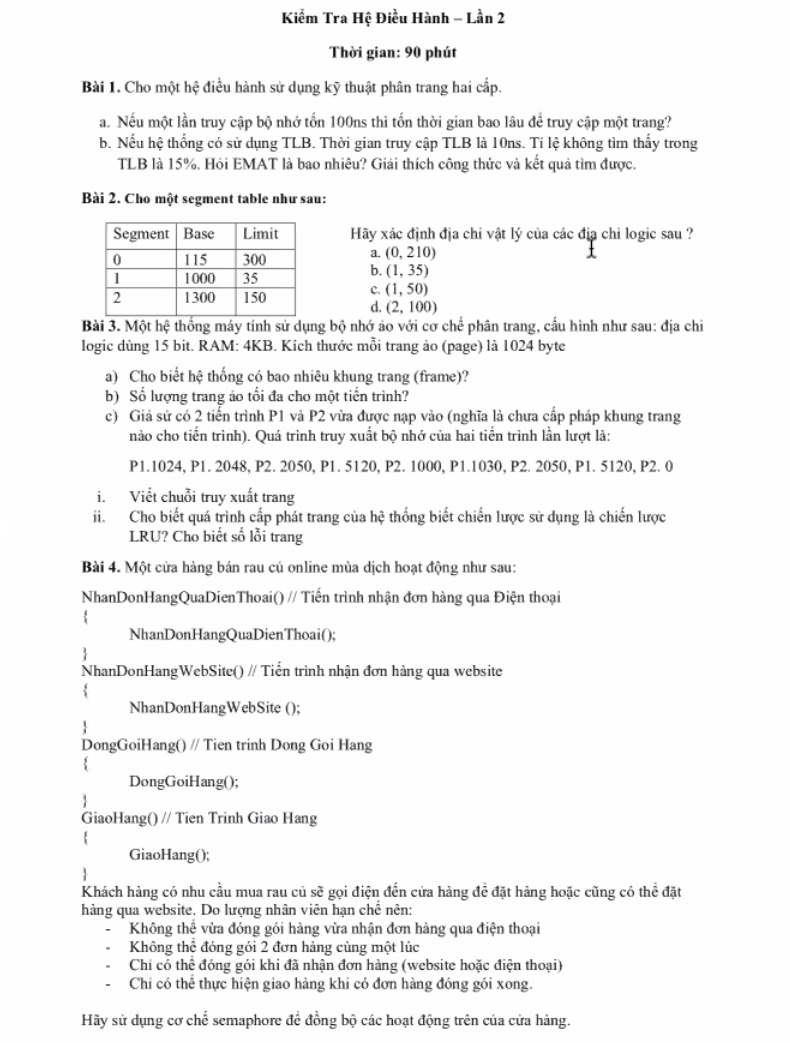 Kiểm Tra Hệ Điều Hành – Lần 2
Thời gian: 90 phút
Bài 1. Cho một hệ điều hành sử dụng kỹ thuật phân trang hai cấp.
a. Nếu một lần truy cập bộ nhớ tốn 100ns thì tốn thời gian bao lâu để truy cập một trang?
b. Nếu hệ thống có sử dụng TLB. Thời gian truy cập TLB là 10ns. Tỉ lệ không tìm thấy trong
TLB là 15%. Hỏi EMAT là bao nhiêu? Giải thích công thức và kết quả tìm được.
Bài 2. Cho một segment table như sau:
Segment Base Limit
0 115 300
1 1000 35
2 1300 150
Hãy xác định địa chỉ vật lý của các địa chỉ logic sau ?
a. (0, 210)
b. (1, 35)
c. (1, 50)
d. (2, 100)
Bài 3. Một hệ thống máy tính sử dụng bộ nhớ ảo với cơ chế phân trang, cấu hình như sau: địa chỉ
logic dùng 15 bit. RAM: 4KB. Kích thước mỗi trang ảo (page) là 1024 byte
a) Cho biết hệ thống có bao nhiêu khung trang (frame)?
b) Số lượng trang ảo tối đa cho một tiến trình?
c) Giả sử có 2 tiến trình P1 và P2 vừa được nạp vào (nghĩa là chưa cấp pháp khung trang
nào cho tiến trình). Quá trình truy xuất bộ nhớ của hai tiến trình lần lượt là:
P1.1024, P1. 2048, P2. 2050, P1. 5120, P2. 1000, P1.1030, P2. 2050, P1. 5120, P2. 0
i. Viết chuỗi truy xuất trang
ii. Cho biết quá trình cấp phát trang của hệ thống biết chiến lược sử dụng là chiến lược
LRU? Cho biết số lỗi trang
Bài 4. Một cửa hàng bán rau củ online mùa dịch hoạt động như sau:
NhanDonHangQuaDienThoai() // Tiến trình nhận đơn hàng qua Điện thoại
{
NhanDonHangQuaDienThoai();
}
NhanDonHangWebSite() // Tiến trình nhận đơn hàng qua website
{
NhanDonHangWebSite ();
}
DongGoiHang() // Tien trinh Dong Goi Hang
{
DongGoiHang();
}
GiaoHang() // Tien Trinh Giao Hang
{
GiaoHang();
}
Khách hàng có nhu cầu mua rau củ sẽ gọi điện đến cửa hàng để đặt hàng hoặc cũng có thể đặt
hàng qua website. Do lượng nhân viên hạn chế nên:
- Không thể vừa đóng gói hàng vừa nhận đơn hàng qua điện thoại
- Không thể đóng gói 2 đơn hàng cùng một lúc
- Chỉ có thể đóng gói khi đã nhận đơn hàng (website hoặc điện thoại)
- Chỉ có thể thực hiện giao hàng khi có đơn hàng đóng gói xong.
Hãy sử dụng cơ chế semaphore để đồng bộ các hoạt động trên của cửa hàng.